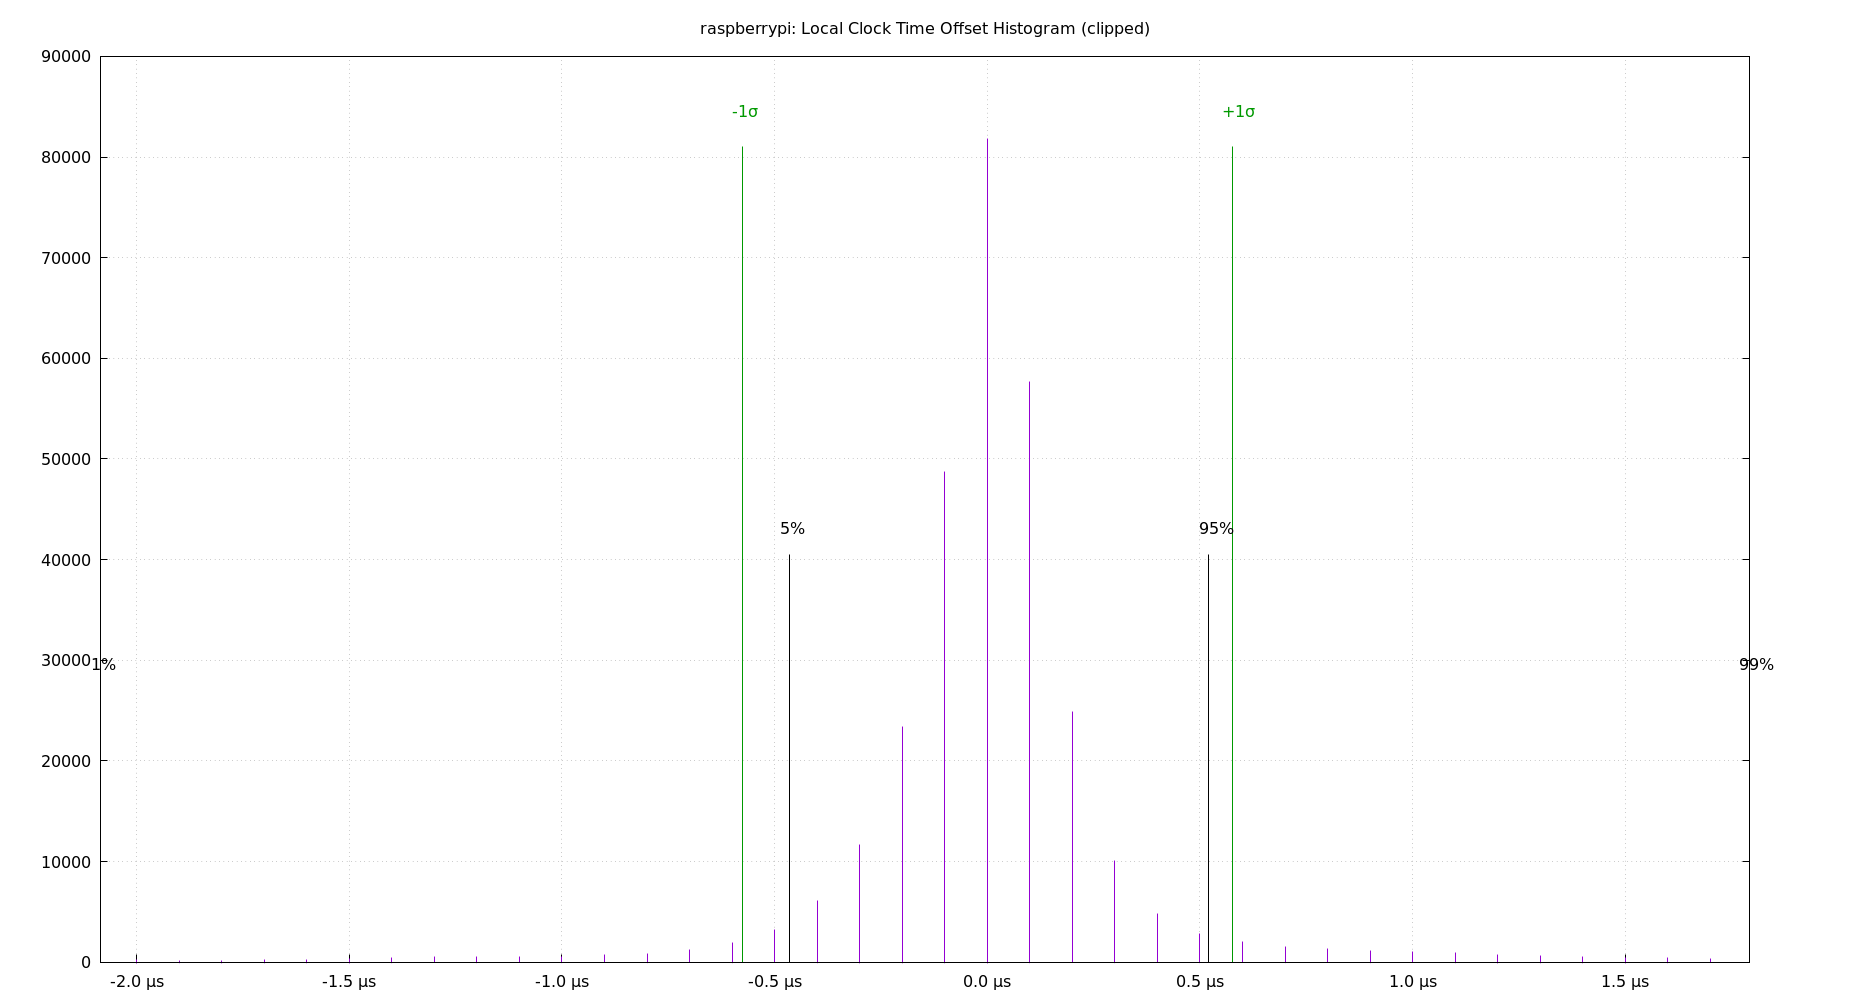 raspberrypi: Local Clock Time Offset Histogram (clipped)
90000
-1σ
+1σ
80000
70000
60000
50000
5%
95%
40000
30000
1%
99%
20000
10000
0
-2.0 µs
-1.5 µs
-1.0 µs
-0.5 µs
0.0 µs
0.5 µs
1.0 µs
1.5 µs